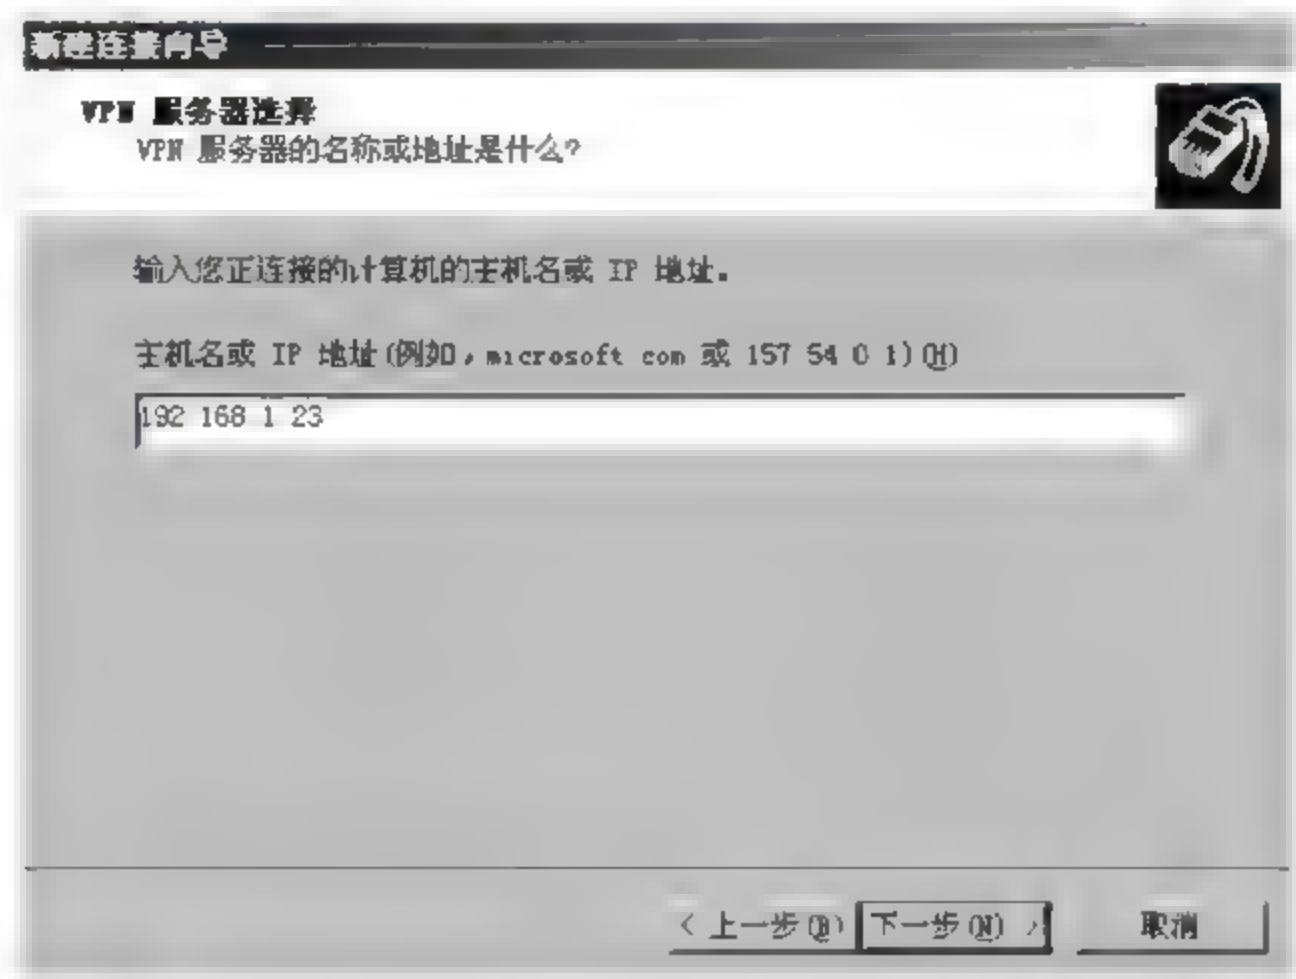 新建连接向导
VPN 服务器选择
VPN 服务器的名称或地址是什么?
输入您正连接的计算机的主机名或 IP 地址.
主机名或 IP 地址(例如,microsoft com 或 157 54 0 1)(H)
192 168 1 23
< 上一步(B) 下一步(N) > 取消